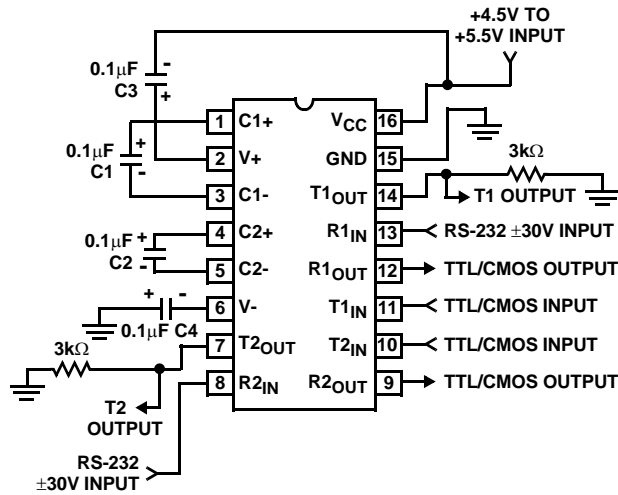 +4.5V TO
+5.5V INPUT
0.1µF
-
C3
+
1 C1+
VCC 16
0.1µF
+
C1
-
2 V+
GND 15
3kΩ
3 C1-
T1OUT 14
T1 OUTPUT
4 C2+
R1IN 13
RS-232 ±30V INPUT
0.1µF
+
C2
-
5 C2-
R1OUT 12
TTL/CMOS OUTPUT
+
-
6 V-
T1IN 11
TTL/CMOS INPUT
0.1µF C4
3kΩ
7 T2OUT
T2IN 10
TTL/CMOS INPUT
8 R2IN
R2OUT 9
TTL/CMOS OUTPUT
T2
OUTPUT
RS-232
±30V INPUT